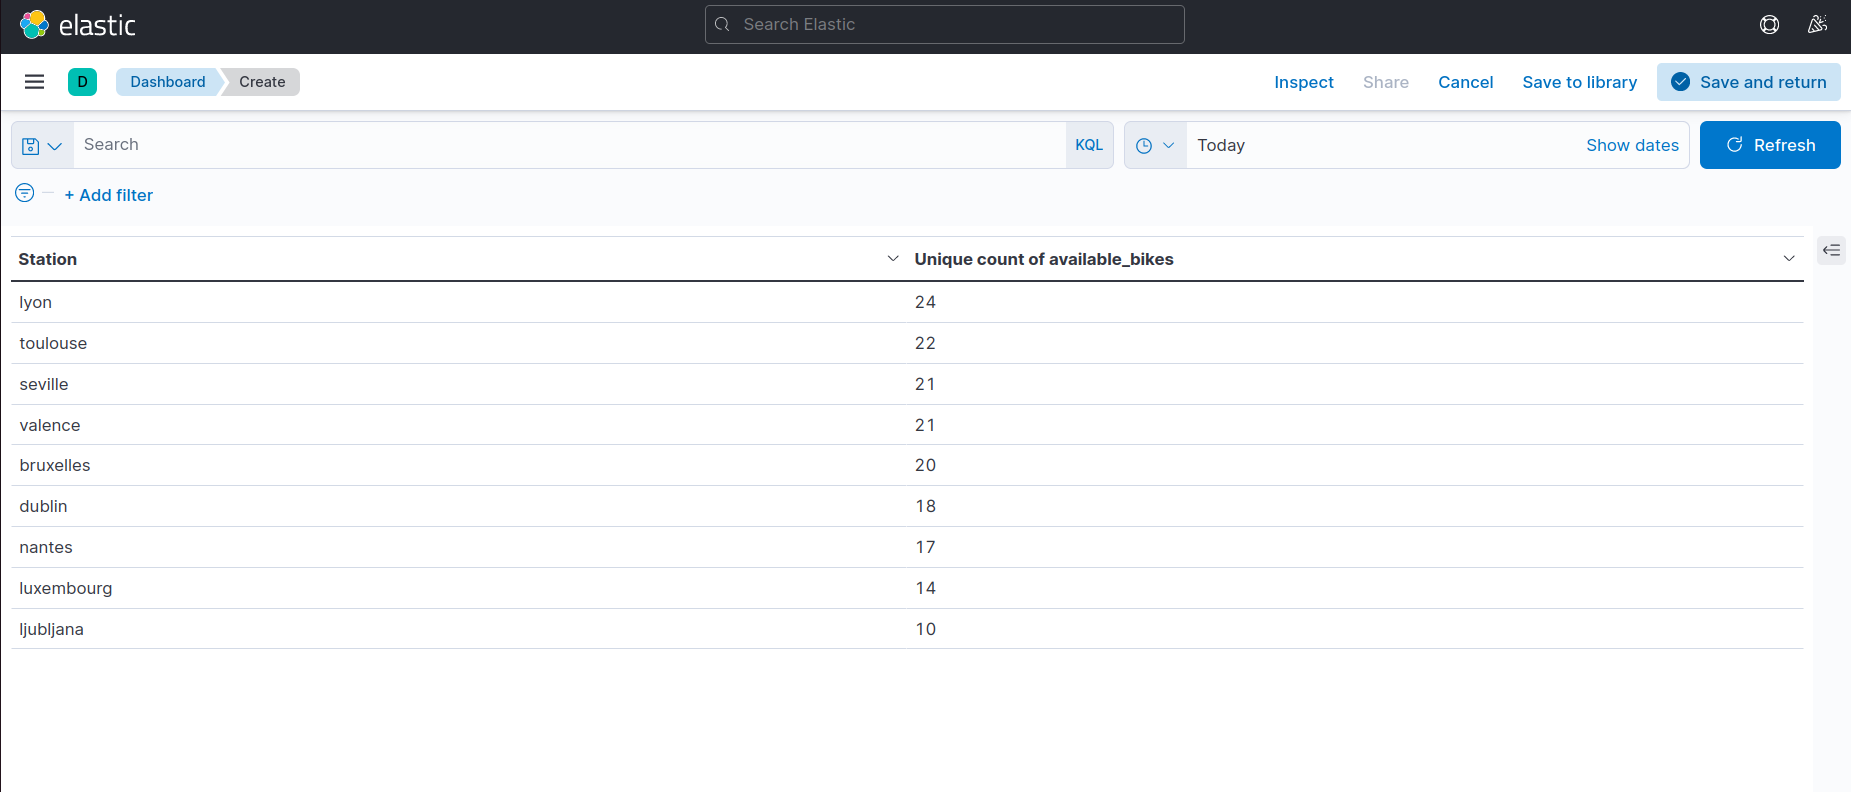 elastic
Search Elastic
D
Dashboard
Create
Inspect
Share
Cancel
Save to library
Save and return
Search
KQL
Today
Show dates
Refresh
+ Add filter
Station
Unique count of available_bikes
lyon 24
toulouse 22
seville 21
valence 21
bruxelles 20
dublin 18
nantes 17
luxembourg 14
ljubljana 10